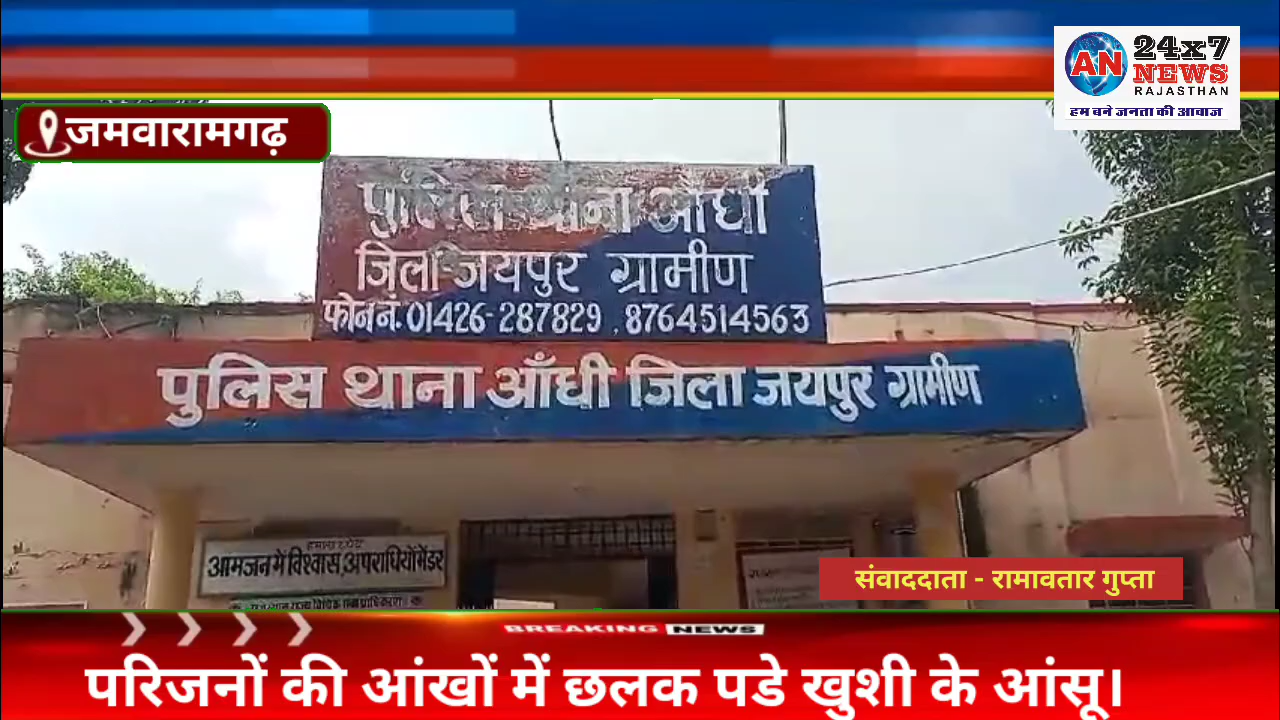 AN 24x7
NEWS
RAJASTHAN
हम बने जनता की आवाज
जमवारामगढ़
पुलिस थाना आँधी
जिला जयपुर ग्रामीण
फोन नं. 01426-287829, 8764514563
पुलिस थाना आँधी जिला जयपुर ग्रामीण
हमारा ध्येय
आमजन में विश्वास, अपराधियों में डर
संवाददाता - रामावतार गुप्ता
BREAKING NEWS
परिजनों की आंखों में छलक पडे खुशी के आंसू।